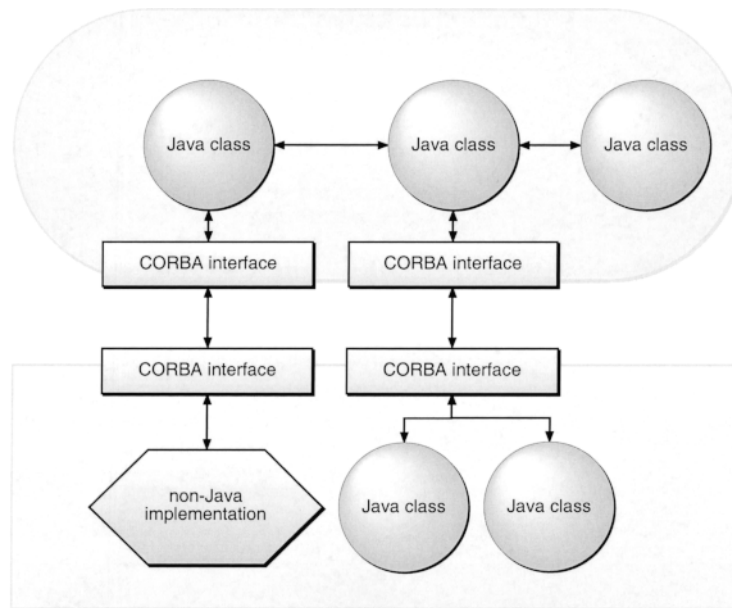 Java class
Java class
Java class
CORBA interface
CORBA interface
CORBA interface
CORBA interface
non-Java
implementation
Java class
Java class